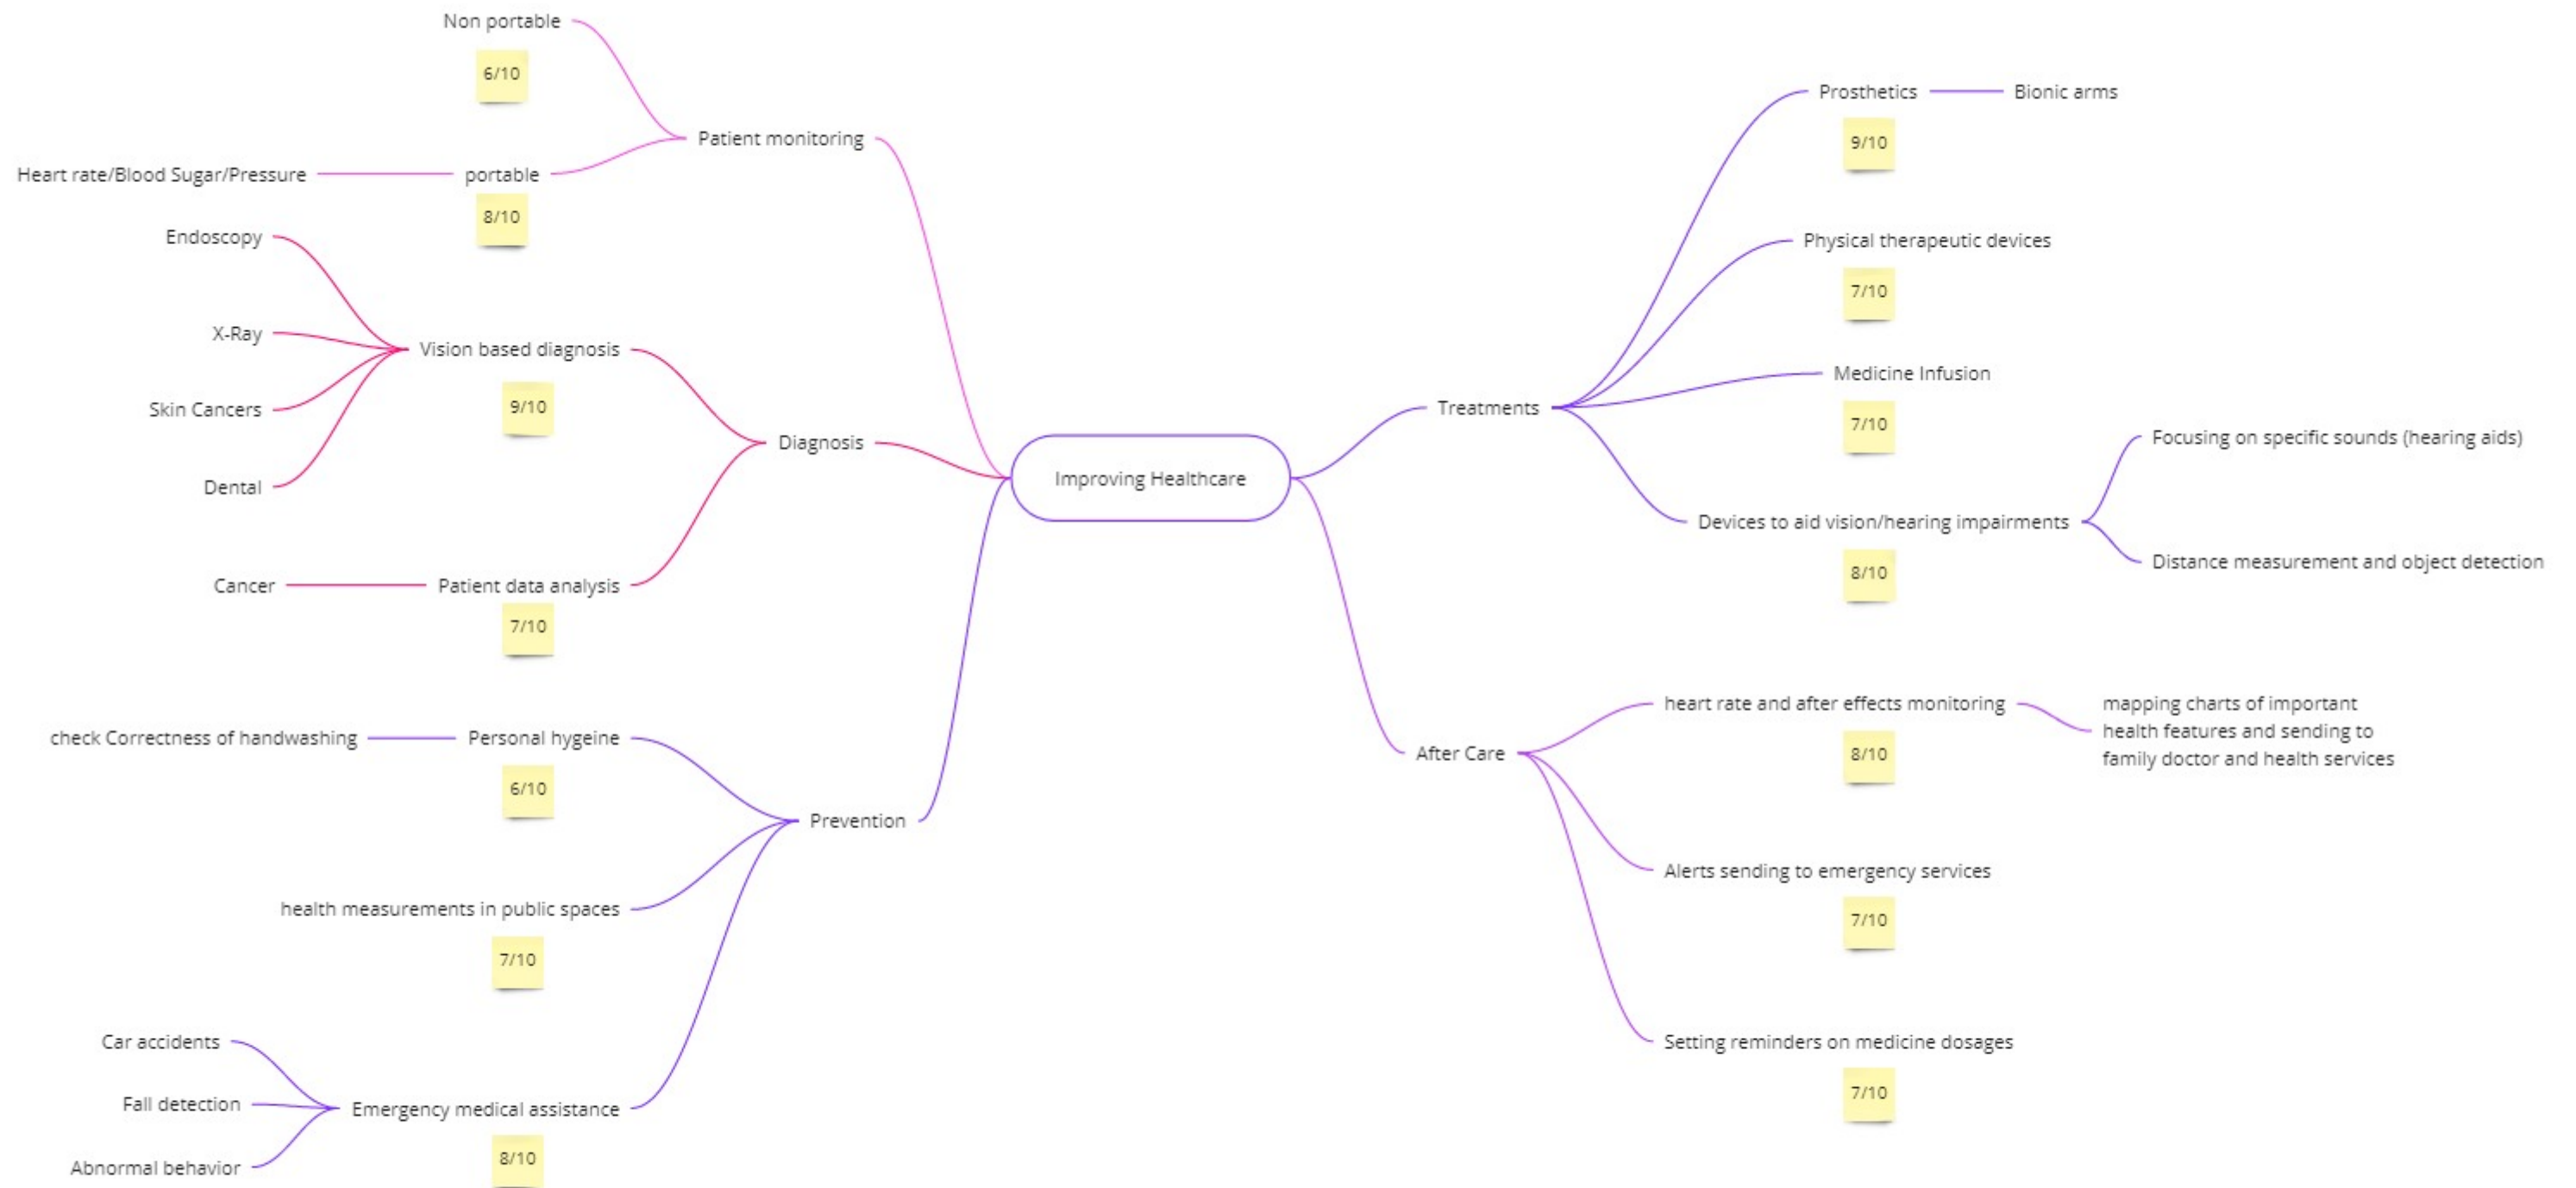 Non portable
6/10
Patient monitoring
Heart rate/Blood Sugar/Pressure
portable
8/10
Endoscopy
X-Ray
Vision based diagnosis
Skin Cancers
9/10
Dental
Diagnosis
Cancer
Patient data analysis
7/10
check Correctness of handwashing
Personal hygeine
6/10
Prevention
health measurements in public spaces
7/10
Car accidents
Fall detection
Emergency medical assistance
Abnormal behavior
8/10
Improving Healthcare
Prosthetics
Bionic arms
9/10
Physical therapeutic devices
7/10
Medicine Infusion
7/10
Treatments
Focusing on specific sounds (hearing aids)
Devices to aid vision/hearing impairments
Distance measurement and object detection
8/10
heart rate and after effects monitoring
mapping charts of important
health features and sending to
family doctor and health services
8/10
After Care
Alerts sending to emergency services
7/10
Setting reminders on medicine dosages
7/10